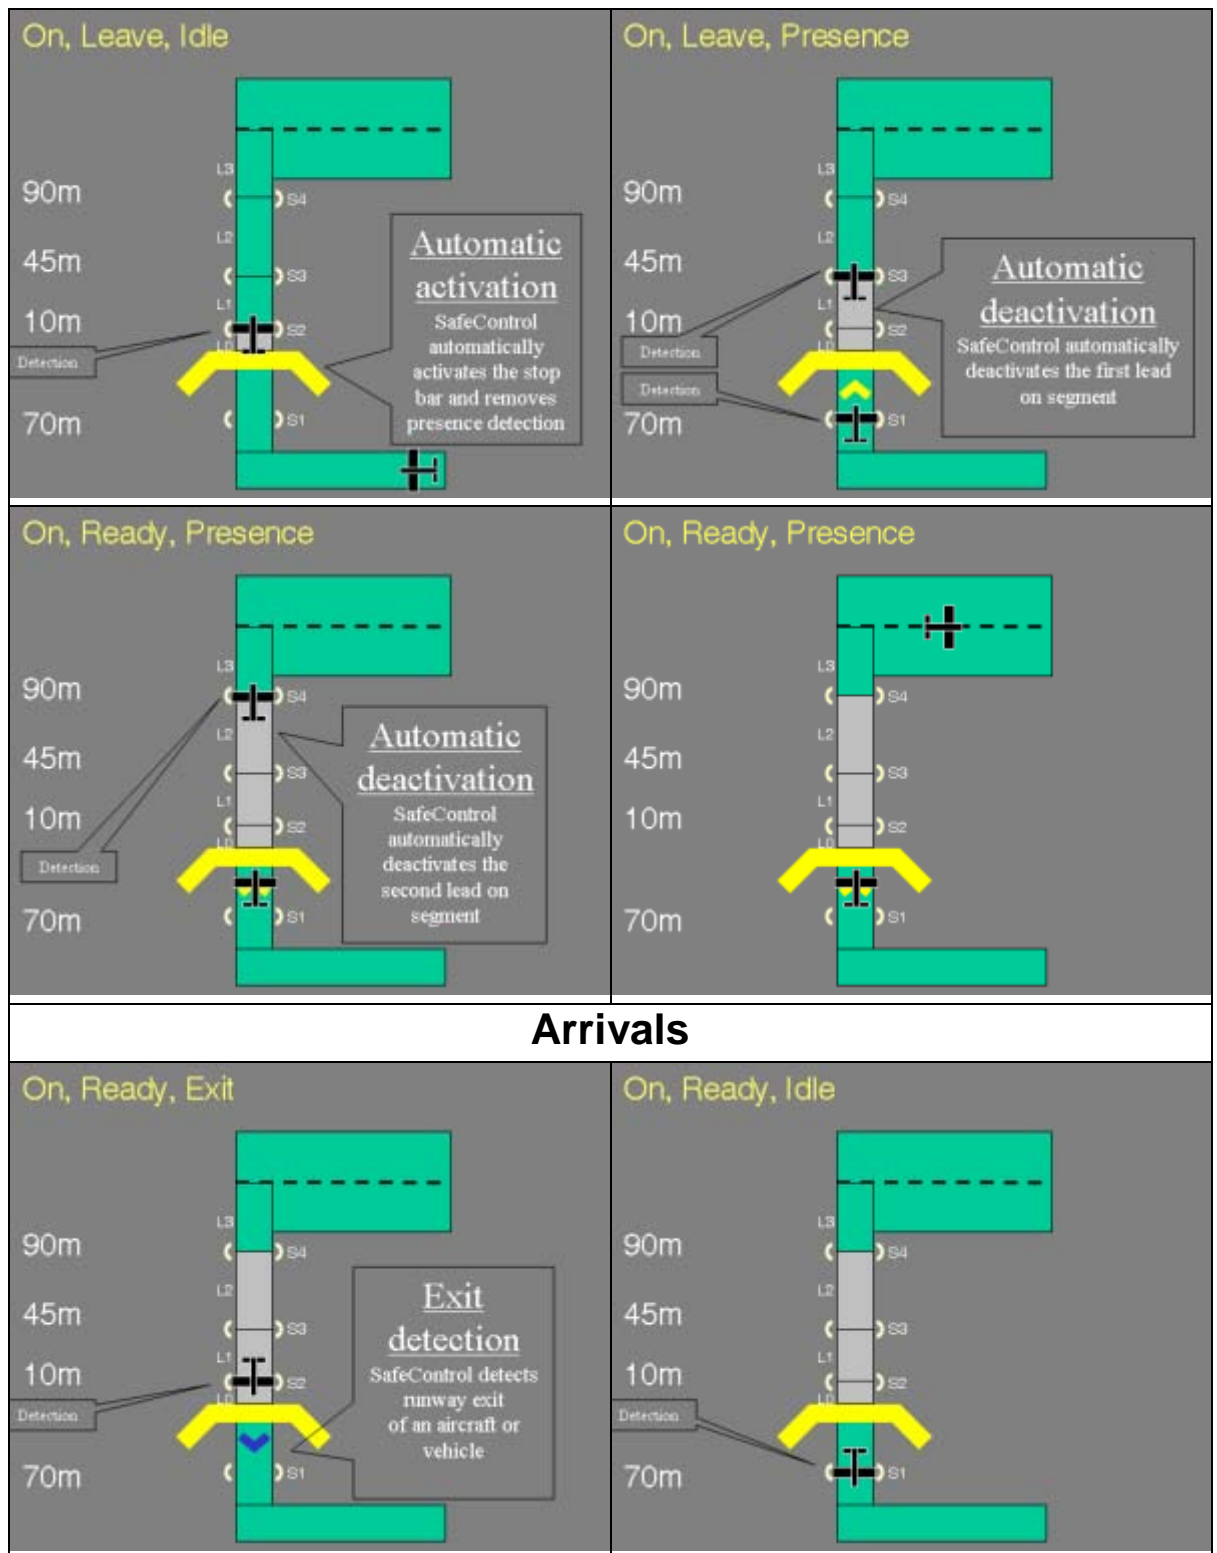 On, Leave, Idle
L3
90m
S4
L2
45m
S3
L1
10m
S2
Detection
L0
70m
S1
Automatic
activation
SafeControl
automatically
activates the stop
bar and removes
presence detection
On, Leave, Presence
L3
90m
S4
L2
45m
S3
L1
10m
S2
Detection
L0
Detection
70m
S1
Automatic
deactivation
SafeControl automatically
deactivates the first lead
on segment
On, Ready, Presence
L3
90m
S4
L2
45m
S3
L1
10m
S2
L0
Detection
70m
S1
Automatic
deactivation
SafeControl
automatically
deactivates the
second lead on
segment
On, Ready, Presence
L3
90m
S4
L2
45m
S3
L1
10m
S2
L0
70m
S1
Arrivals
On, Ready, Exit
L3
90m
S4
L2
45m
S3
L1
10m
S2
L0
Detection
70m
S1
Exit
detection
SafeControl detects
runway exit
of an aircraft or
vehicle
On, Ready, Idle
L3
90m
S4
L2
45m
S3
L1
10m
S2
L0
Detection
70m
S1